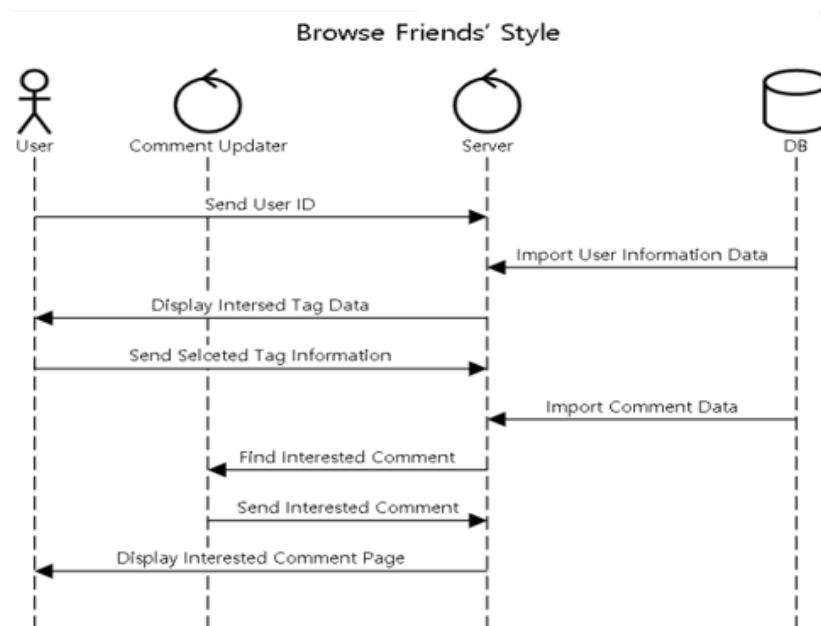 Browse Friends' Style
User
Comment Updater
Server
DB
Send User ID
Import User Information Data
Display Intersed Tag Data
Send Selceted Tag Information
Import Comment Data
Find Interested Comment
Send Interested Comment
Display Interested Comment Page